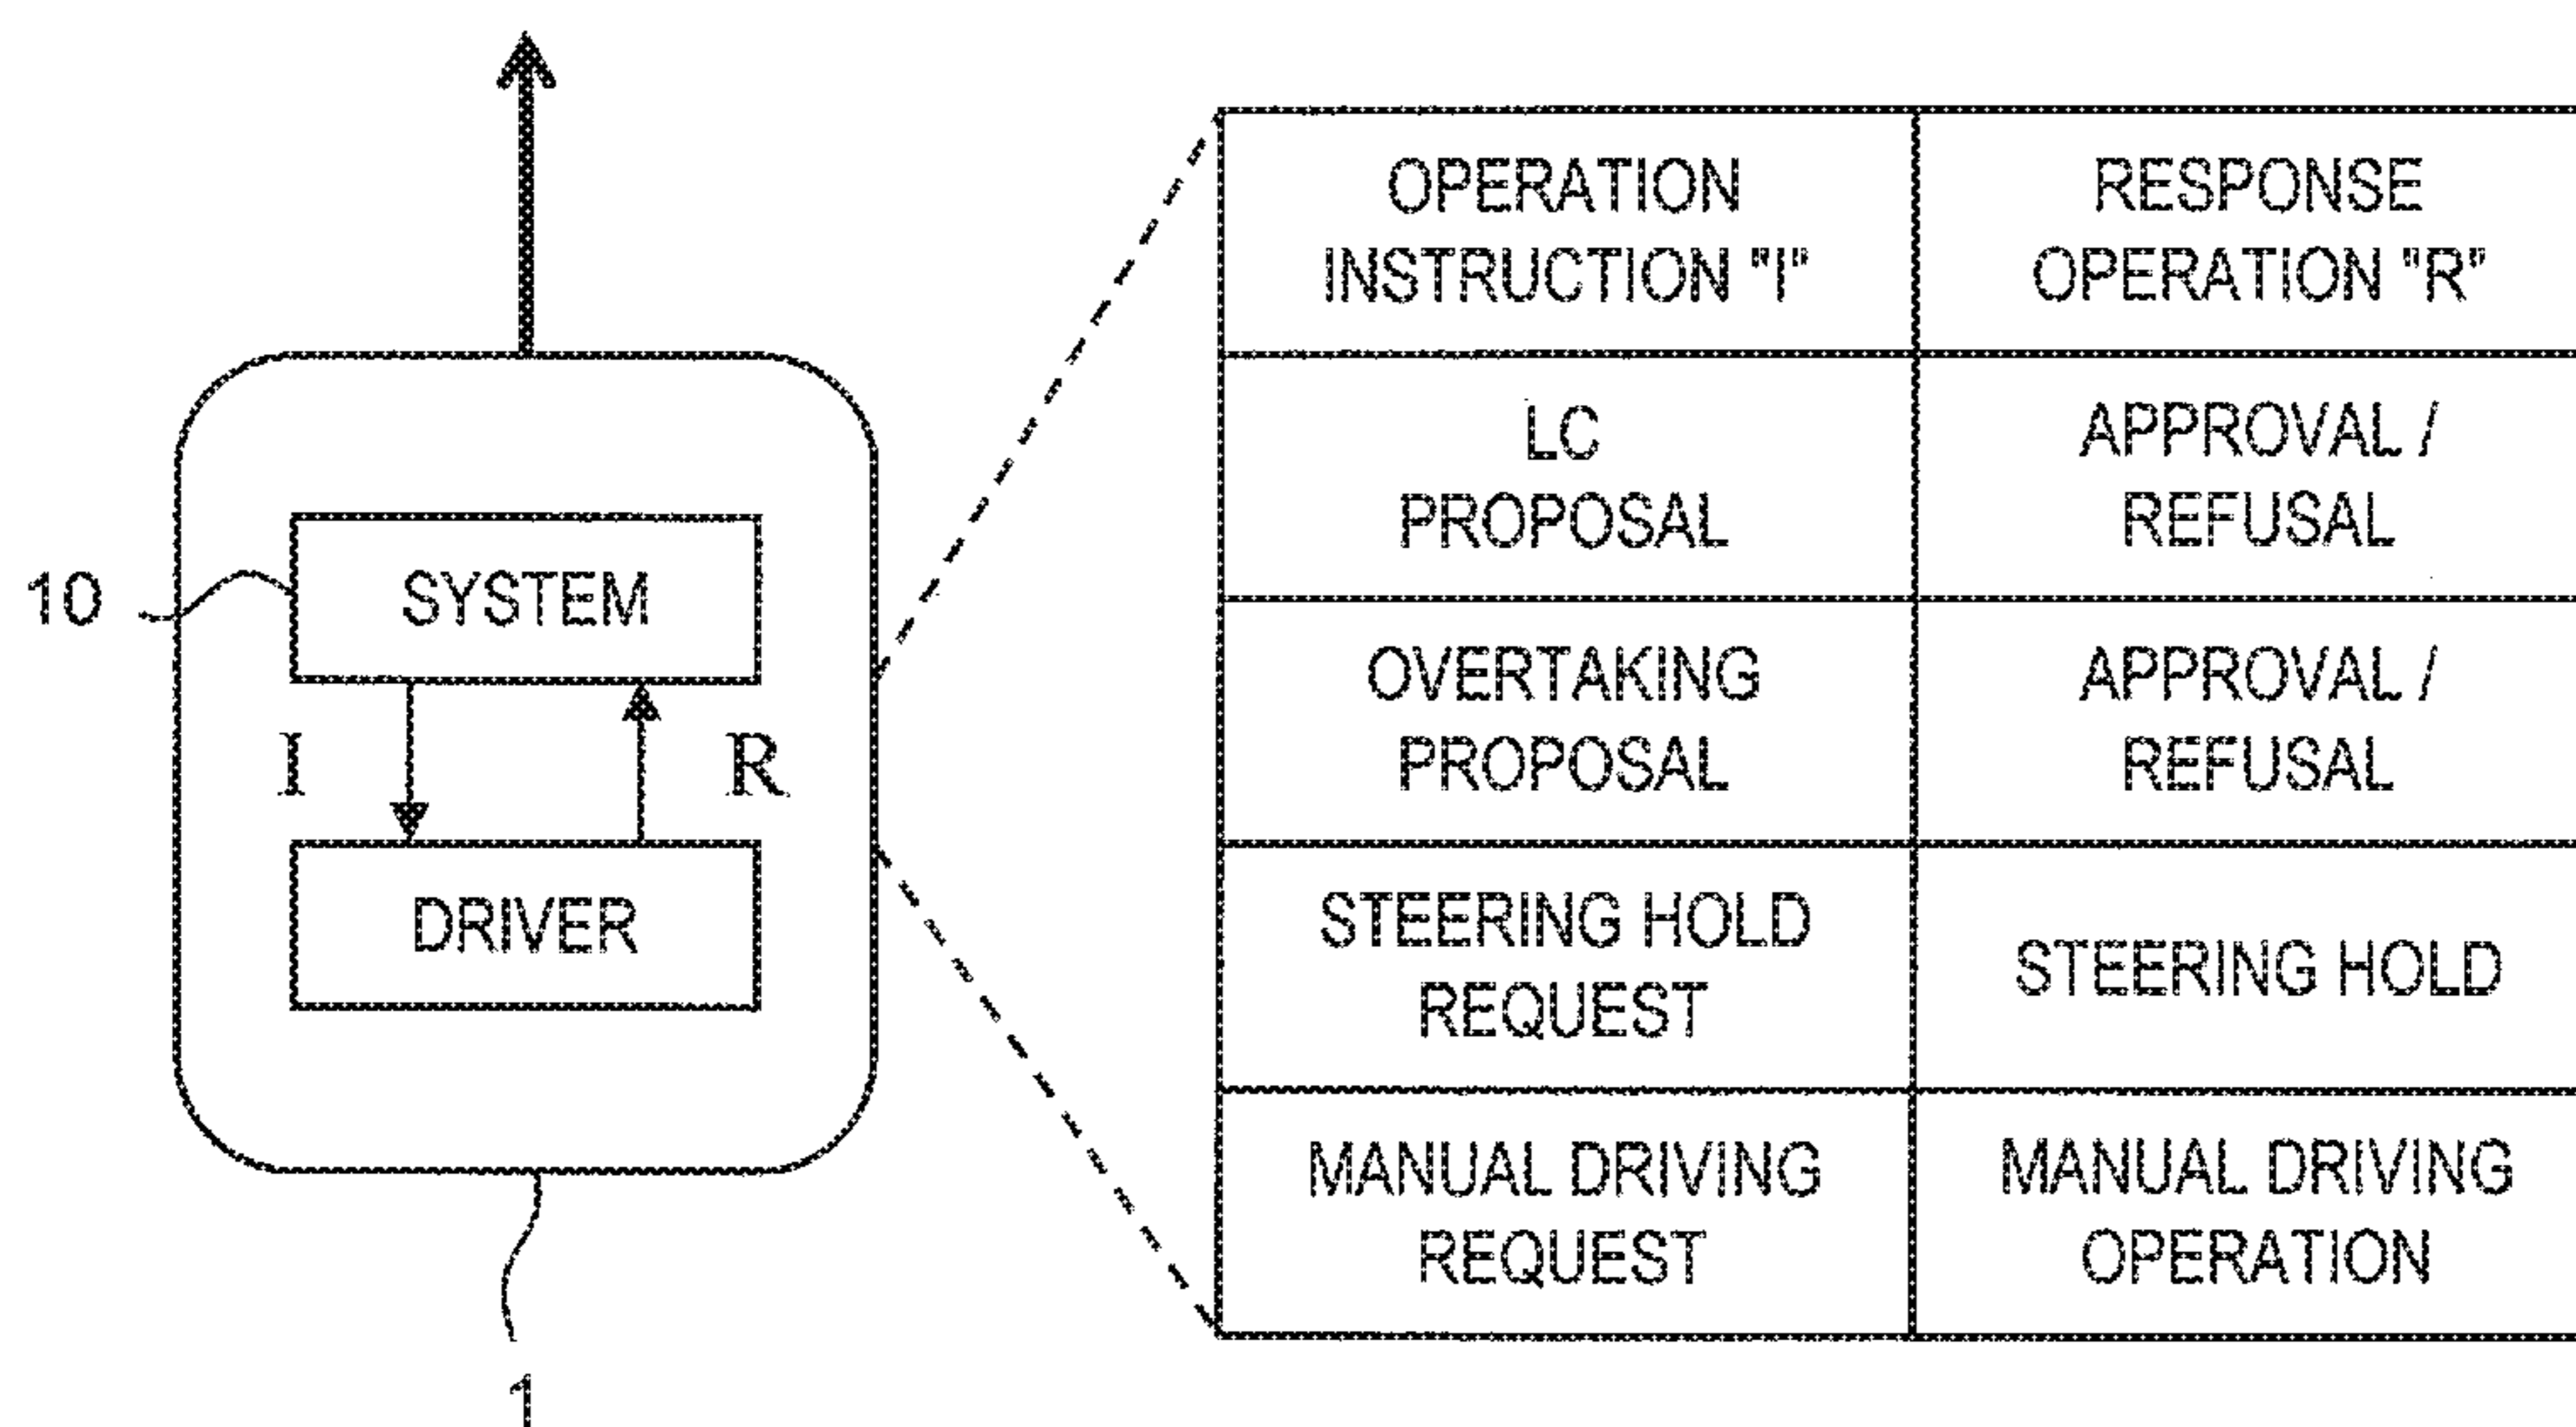 10
SYSTEM
I
R
DRIVER
1
OPERATION
INSTRUCTION "I"
RESPONSE
OPERATION "R"
LC
PROPOSAL
APPROVAL /
REFUSAL
OVERTAKING
PROPOSAL
APPROVAL /
REFUSAL
STEERING HOLD
REQUEST
STEERING HOLD
MANUAL DRIVING
REQUEST
MANUAL DRIVING
OPERATION